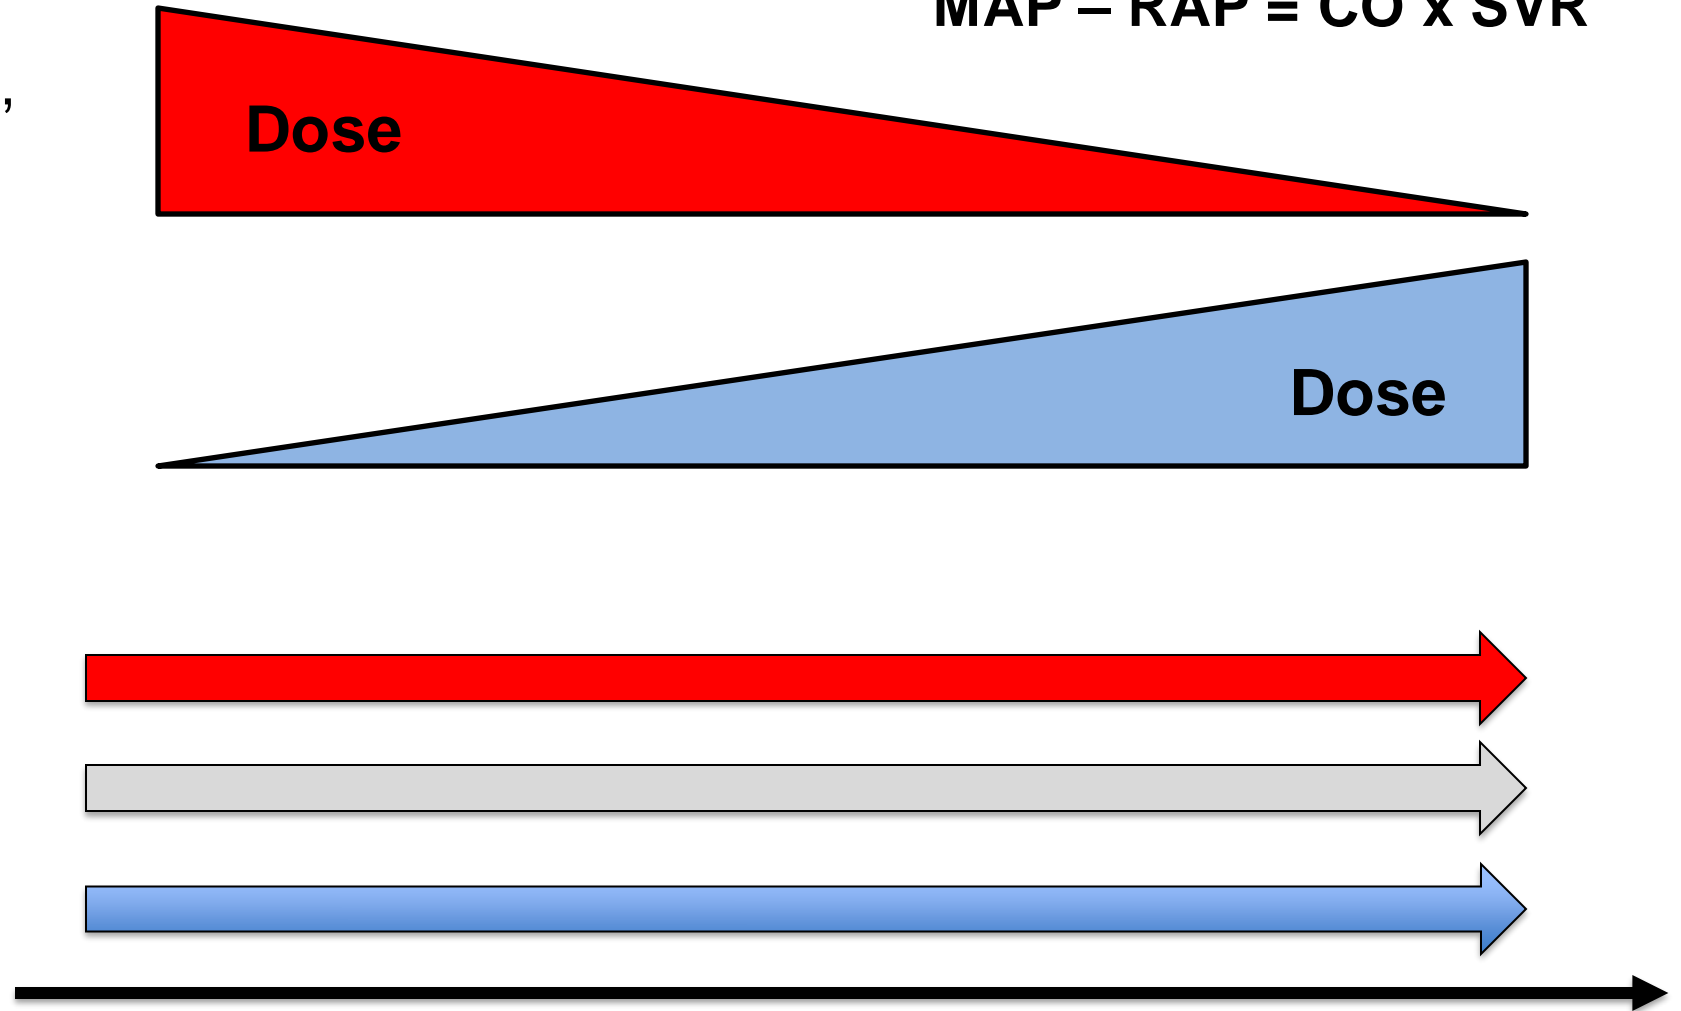 MAP – RAP = CO x SVR
,
Dose
Dose